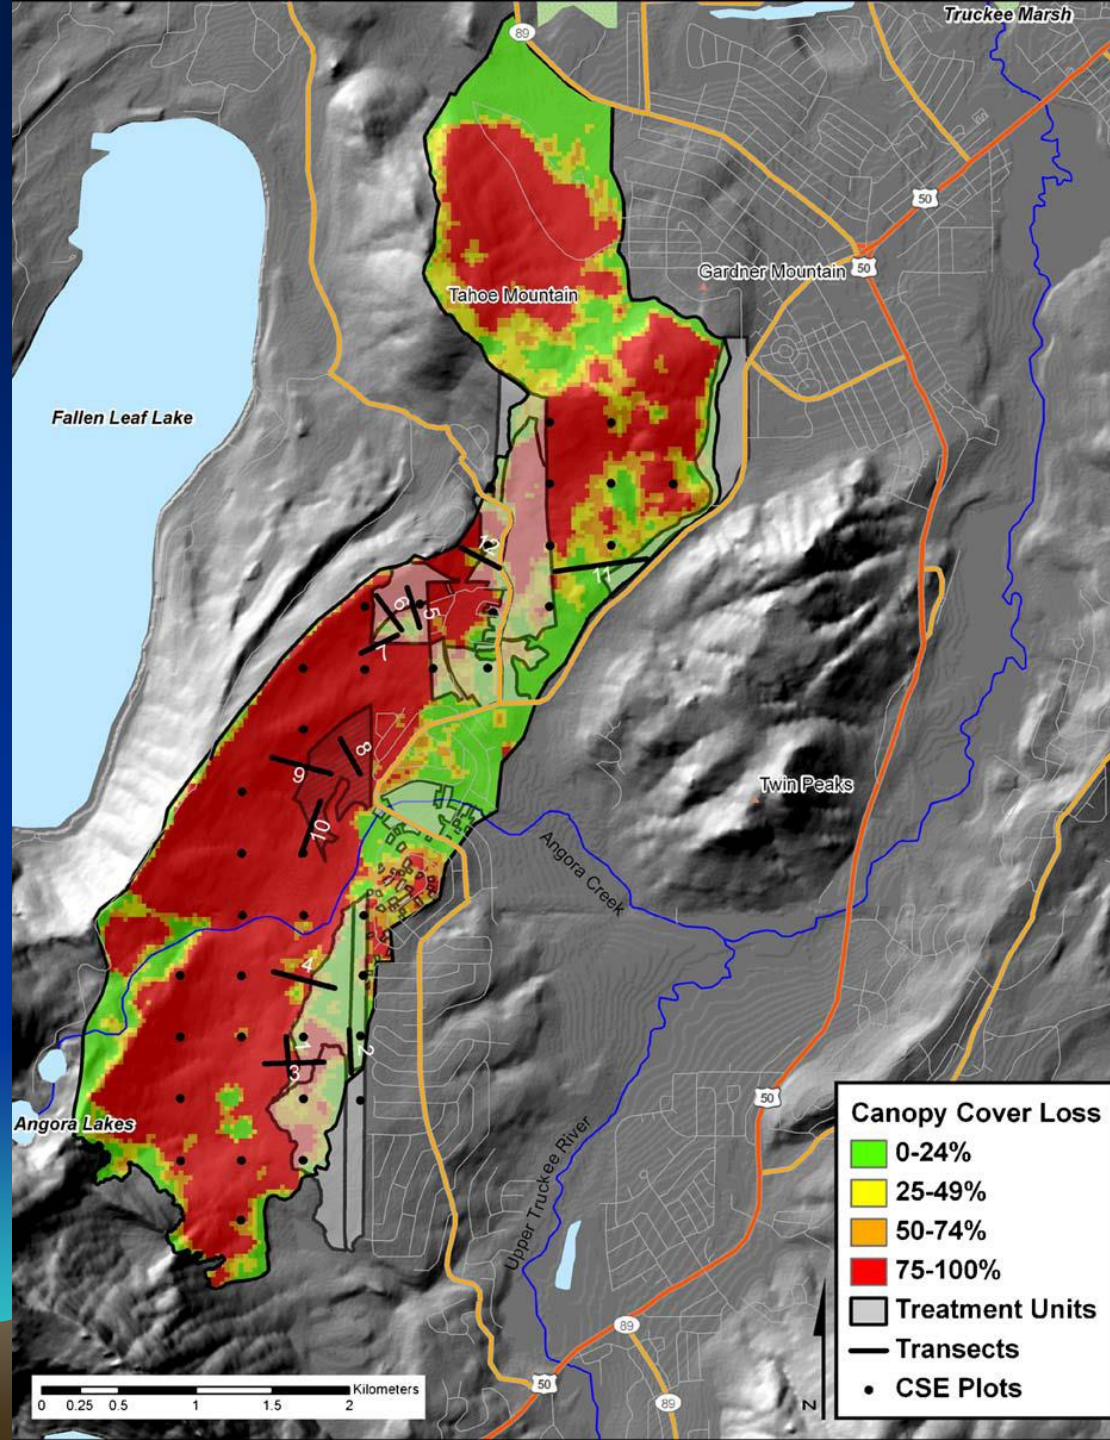 Truckee Marsh
89
50
Gardner Mountain
50
Tahoe Mountain
Fallen Leaf Lake
12
11
6
5
7
8
9
Twin Peaks
10
Angora Creek
4
1
2
3
50
Angora Lakes
Upper Truckee River
89
50
89
Canopy Cover Loss
0-24%
25-49%
50-74%
75-100%
Treatment Units
Transects
CSE Plots
N
Kilometers
0 0.25 0.5 1 1.5 2